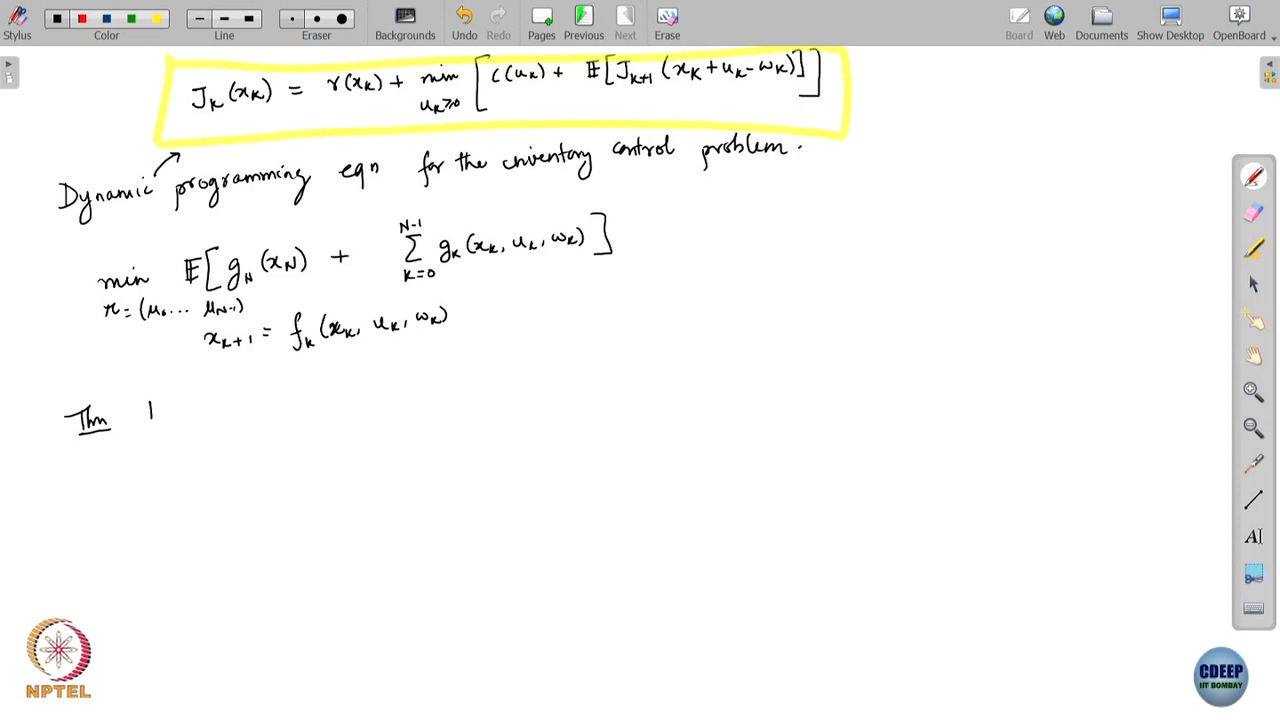 Stylus Color Line Eraser Backgrounds Undo Redo Pages Previous Next Erase Board Web Documents Show Desktop OpenBoard
J_k(x_k) = r(x_k) + min_{u_k≥0} [c(u_k) + 𝔼[J_{k+1}(x_k+u_k-w_k)]]
Dynamic programming eqn for the inventory control problem.
min_{π=(μ_0... μ_{N-1})} 𝔼[g_N(x_N) + Σ_{k=0}^{N-1} g_k(x_k, u_k, w_k)]
x_{k+1} = f_k(x_k, u_k, w_k)
Thm
NPTEL
CDEEP
IIT BOMBAY